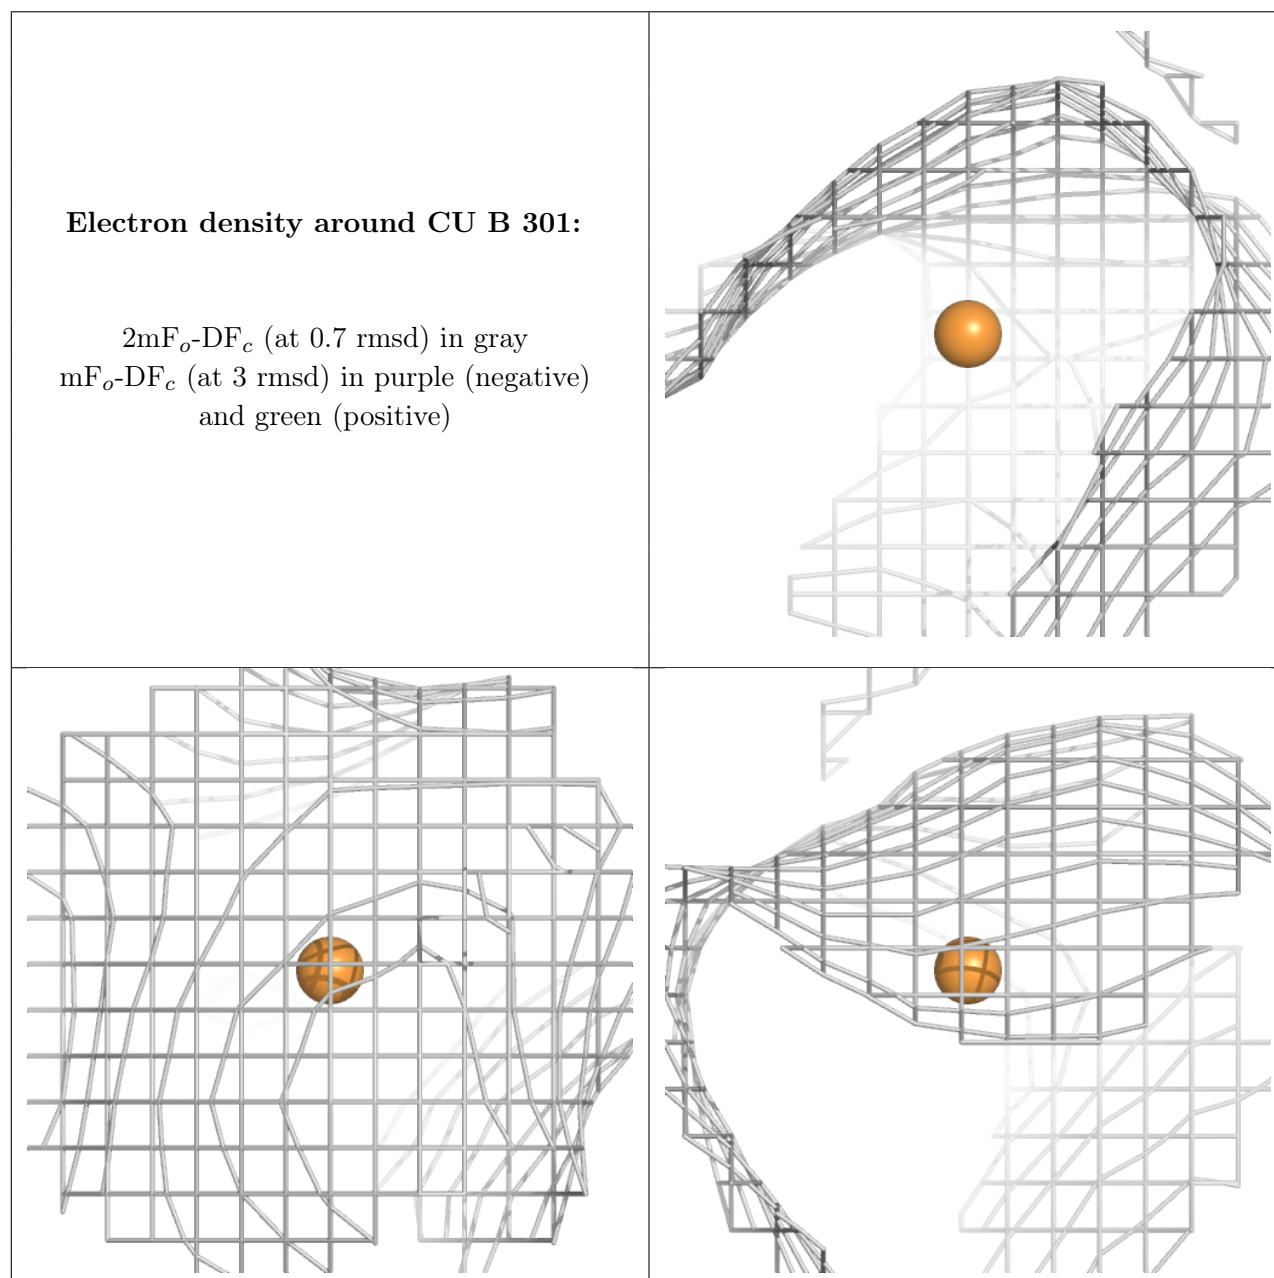 Electron density around CU B 301:
2mFo-DFc (at 0.7 rmsd) in gray
mFo-DFc (at 3 rmsd) in purple (negative)
and green (positive)